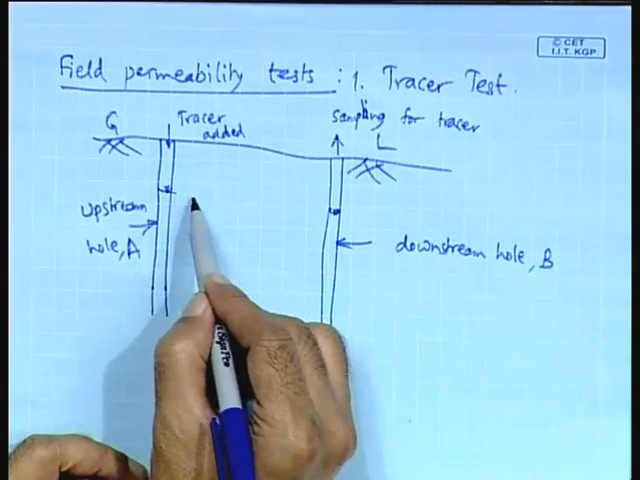 © CET
I.I.T. KGP
Field permeability tests : 1. Tracer Test.
G
Tracer added
Sampling for tracer
L
upstream hole, A
downstream hole, B